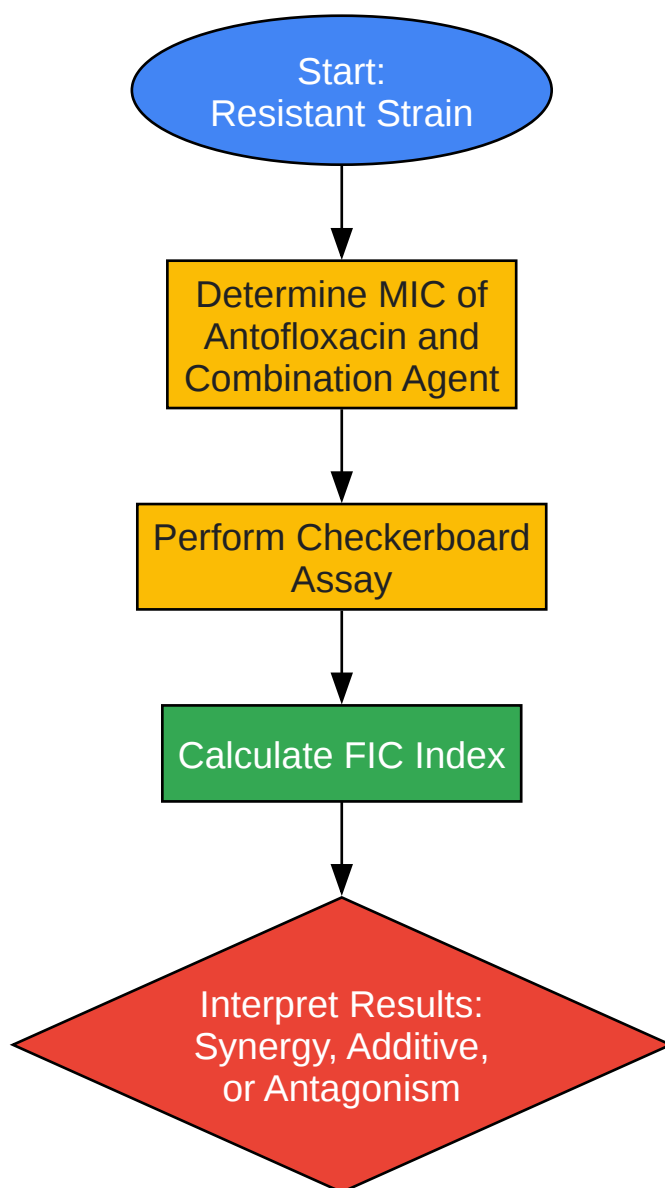 Start:
Resistant Strain
Determine MIC of
Antofloxacin and
Combination Agent
Perform Checkerboard
Assay
Calculate FIC Index
Interpret Results:
Synergy, Additive,
or Antagonism